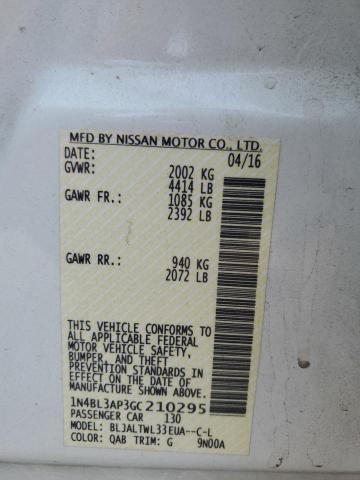 MFD BY NISSAN MOTOR CO., LTD.
DATE: 04/16
GVWR: 2002 KG
4414 LB
GAWR FR: 1085 KG
2392 LB
GAWR RR: 940 KG
2072 LB
THIS VEHICLE CONFORMS TO
ALL APPLICABLE FEDERAL
MOTOR VEHICLE SAFETY,
BUMPER, AND THEFT
PREVENTION STANDARDS IN
EFFECT ON THE DATE OF
MANUFACTURE SHOWN ABOVE.
1N4BL3AP3GC210295
PASSENGER CAR 130
MODEL: BLJALTWL33EUA--C-L
COLOR: QAB TRIM: G 9N00A